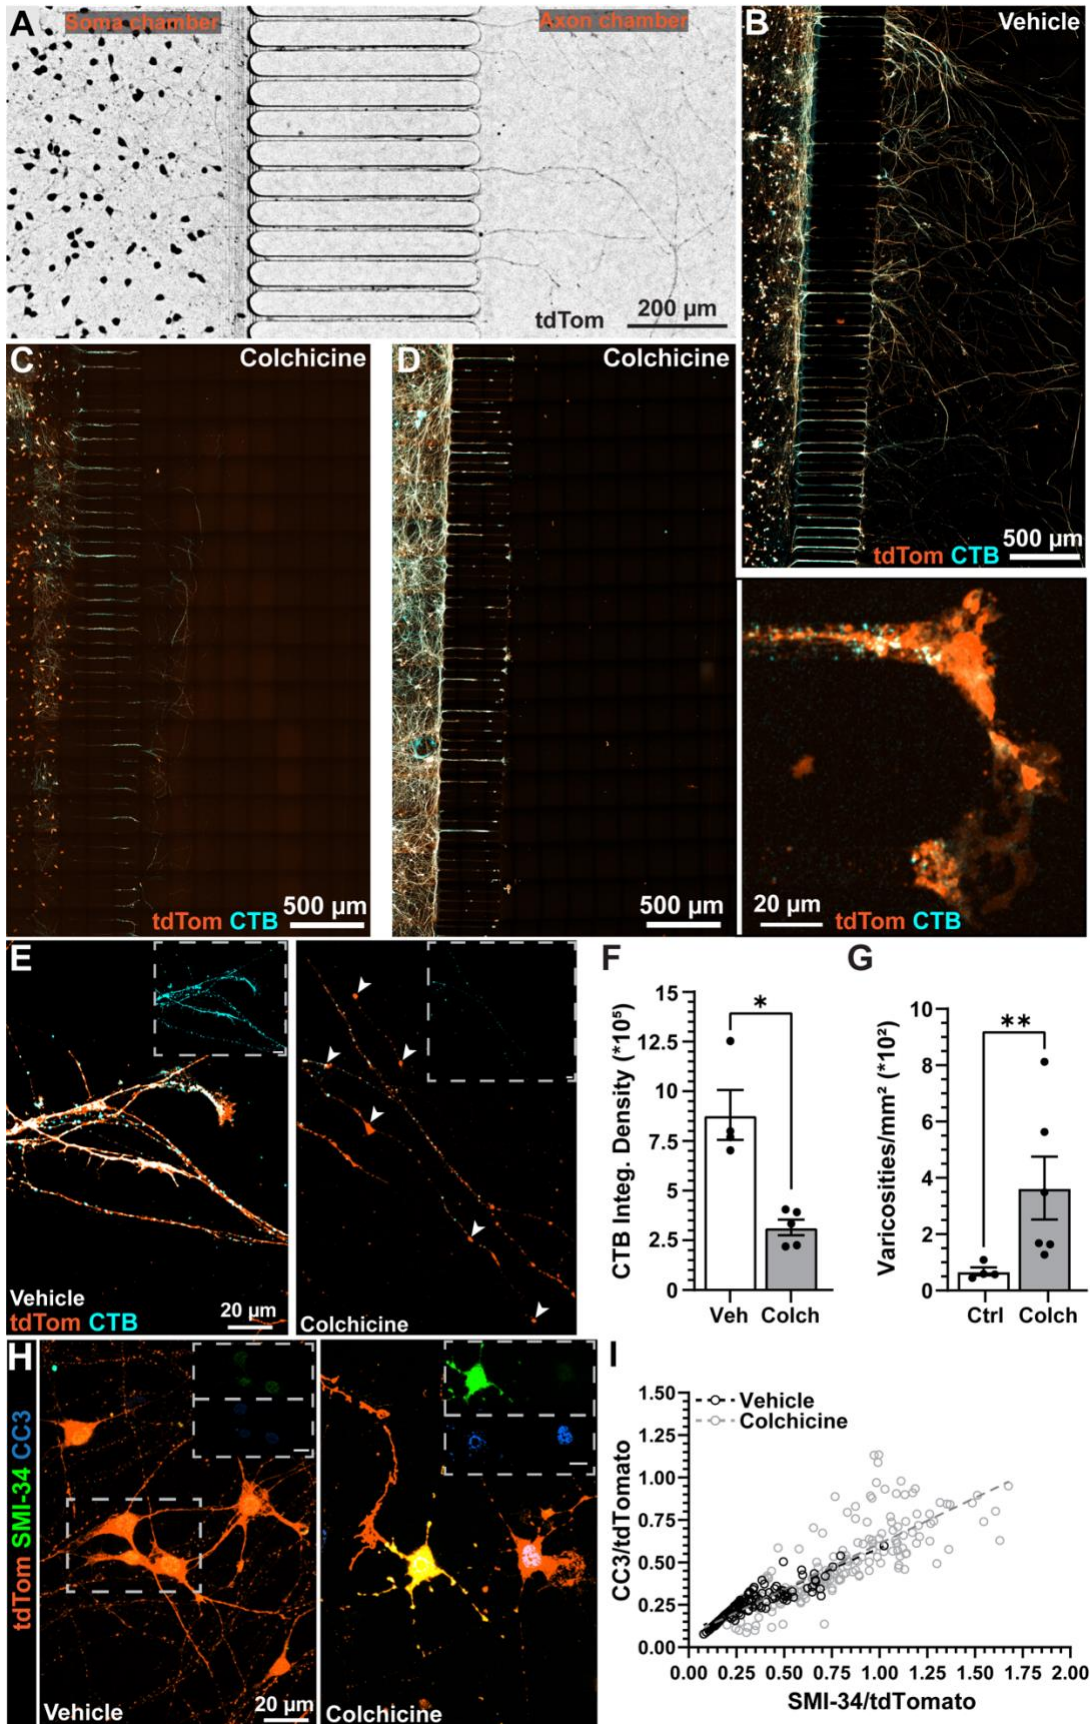 A
Soma chamber
Axon chamber
tdTom
200 µm
B
Vehicle
tdTom CTB
500 µm
C
Colchicine
tdTom CTB
500 µm
D
Colchicine
500 µm
20 µm
tdTom CTB
E
Vehicle
tdTom CTB
20 µm
Colchicine
F
CTB Integ. Density (*10⁵)
15
12.5
10
7.5
5
2.5
0
*
Veh
Colch
G
Varicosities/mm² (*10²)
10
8
6
4
2
0
**
Ctrl
Colch
H
tdTom SMI-34 CC3
Vehicle
20 µm
Colchicine
I
Vehicle
Colchicine
CC3/tdTomato
1.50
1.25
1.00
0.75
0.50
0.25
0.00
0.00 0.25 0.50 0.75 1.00 1.25 1.50 1.75 2.00
SMI-34/tdTomato